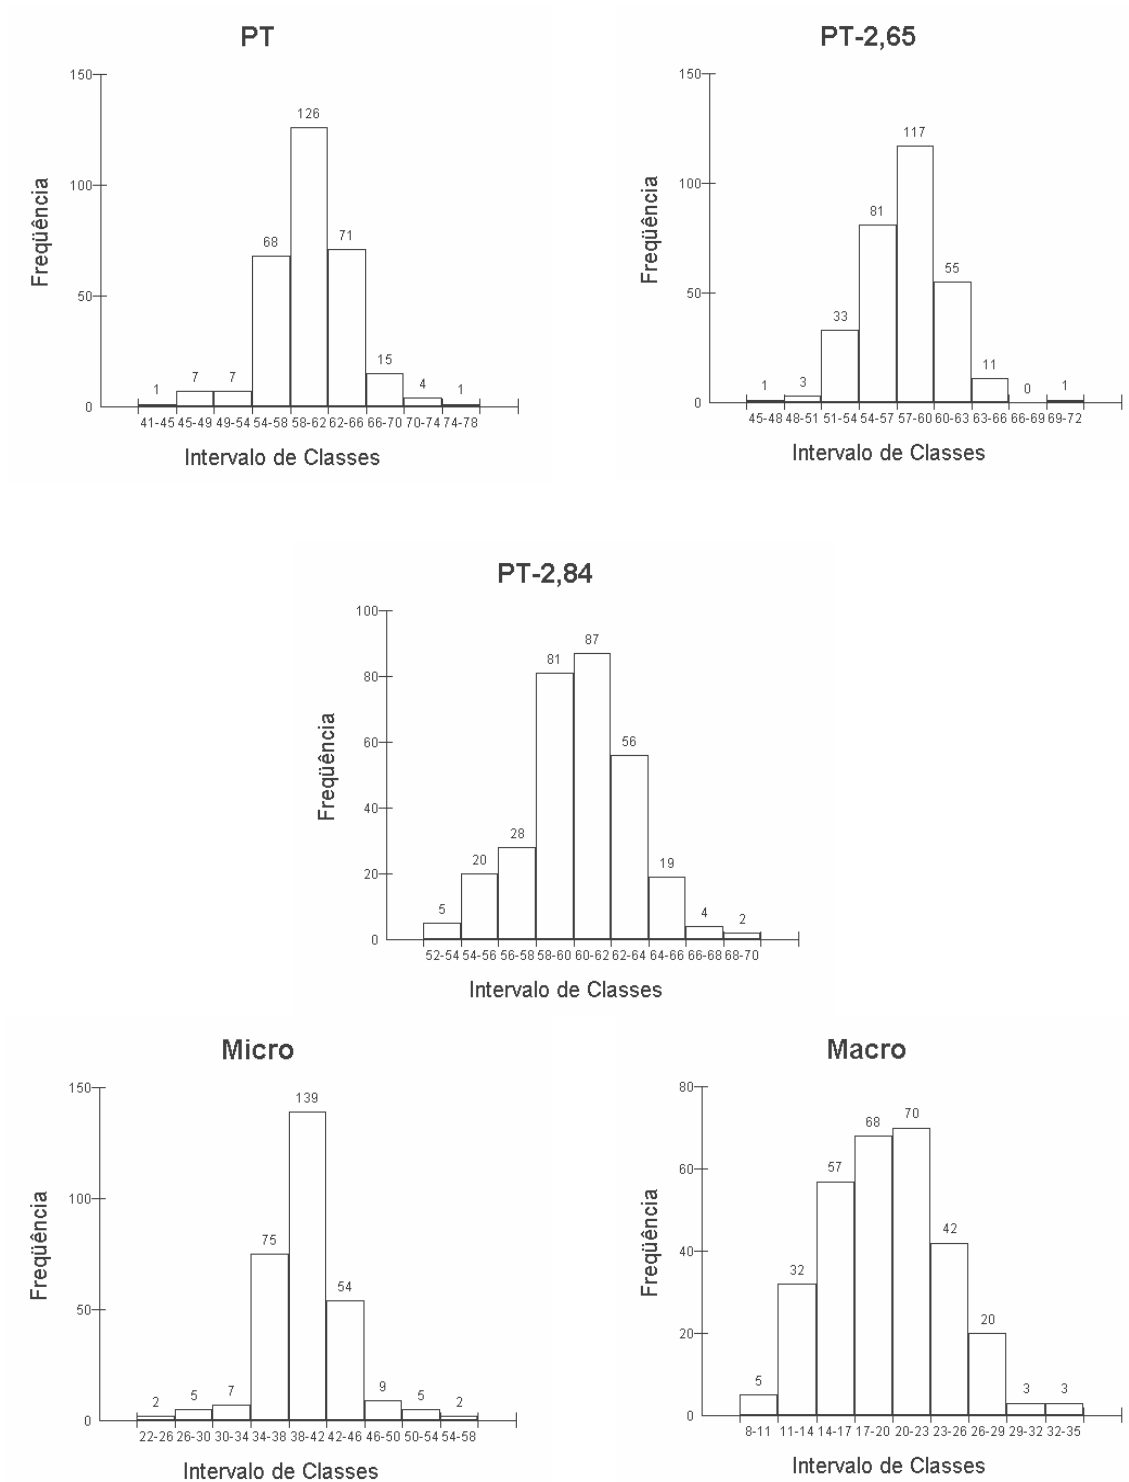 PT
150
126
100
Freqüência
71
68
50
15
7 7
4
1 1
0
41-45 45-49 49-54 54-58 58-62 62-66 66-70 70-74 74-78
Intervalo de Classes
PT-2,65
150
117
100
81
Freqüência
55
50
33
11
3
1 0 1
0
45-48 48-51 51-54 54-57 57-60 60-63 63-66 66-69 69-72
Intervalo de Classes
PT-2,84
100
87
81
80
Freqüência
60
56
40
28
20
20 19
5 4
2
0
52-54 54-56 56-58 58-60 60-62 62-64 64-66 66-68 68-70
Intervalo de Classes
Micro
150
139
100
75
Freqüência
54
50
9
7
5 5
2 2
0
22-26 26-30 30-34 34-38 38-42 42-46 46-50 50-54 54-58
Intervalo de Classes
Macro
80
70
68
60
57
Freqüência
42
40
32
20
20
5
3 3
0
8-11 11-14 14-17 17-20 20-23 23-26 26-29 29-32 32-35
Intervalo de Classes